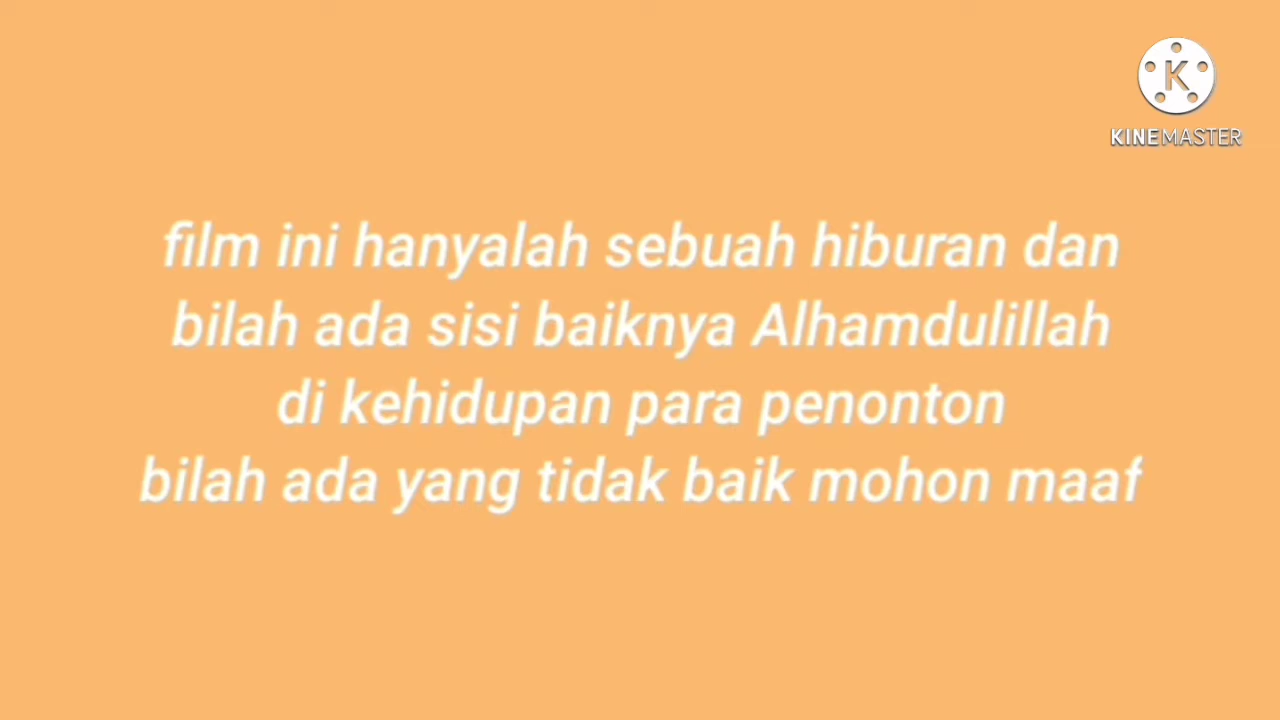 KINEMASTER
film ini hanyalah sebuah hiburan dan
bilah ada sisi baiknya Alhamdulillah
di kehidupan para penonton
bilah ada yang tidak baik mohon maaf